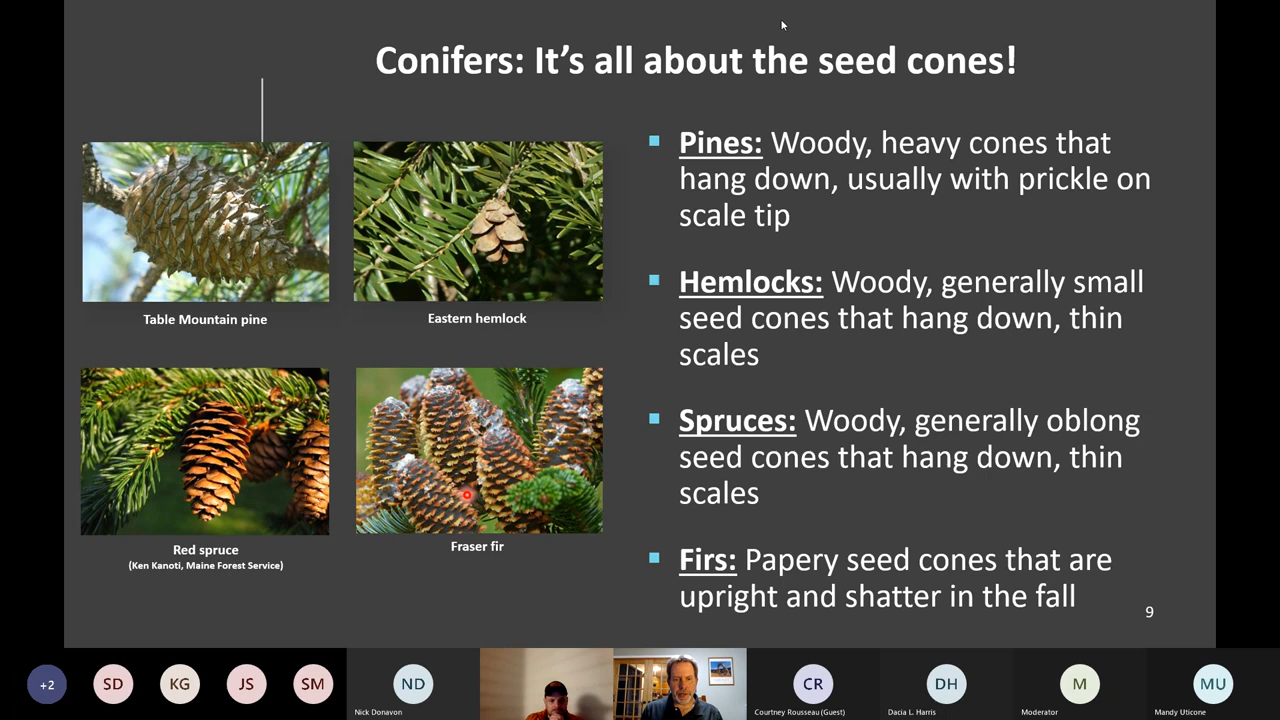 Conifers: It's all about the seed cones!
Table Mountain pine
Eastern hemlock
Red spruce
(Ken Kanoti, Maine Forest Service)
Fraser fir
Pines: Woody, heavy cones that
hang down, usually with prickle on
scale tip
Hemlocks: Woody, generally small
seed cones that hang down, thin
scales
Spruces: Woody, generally oblong
seed cones that hang down, thin
scales
Firs: Papery seed cones that are
upright and shatter in the fall
9
+2
SD
KG
JS
SM
ND
Nick Donavon
CR
Courtney Rousseau (Guest)
DH
Dacia L. Harris
M
Moderator
MU
Mandy Uticone